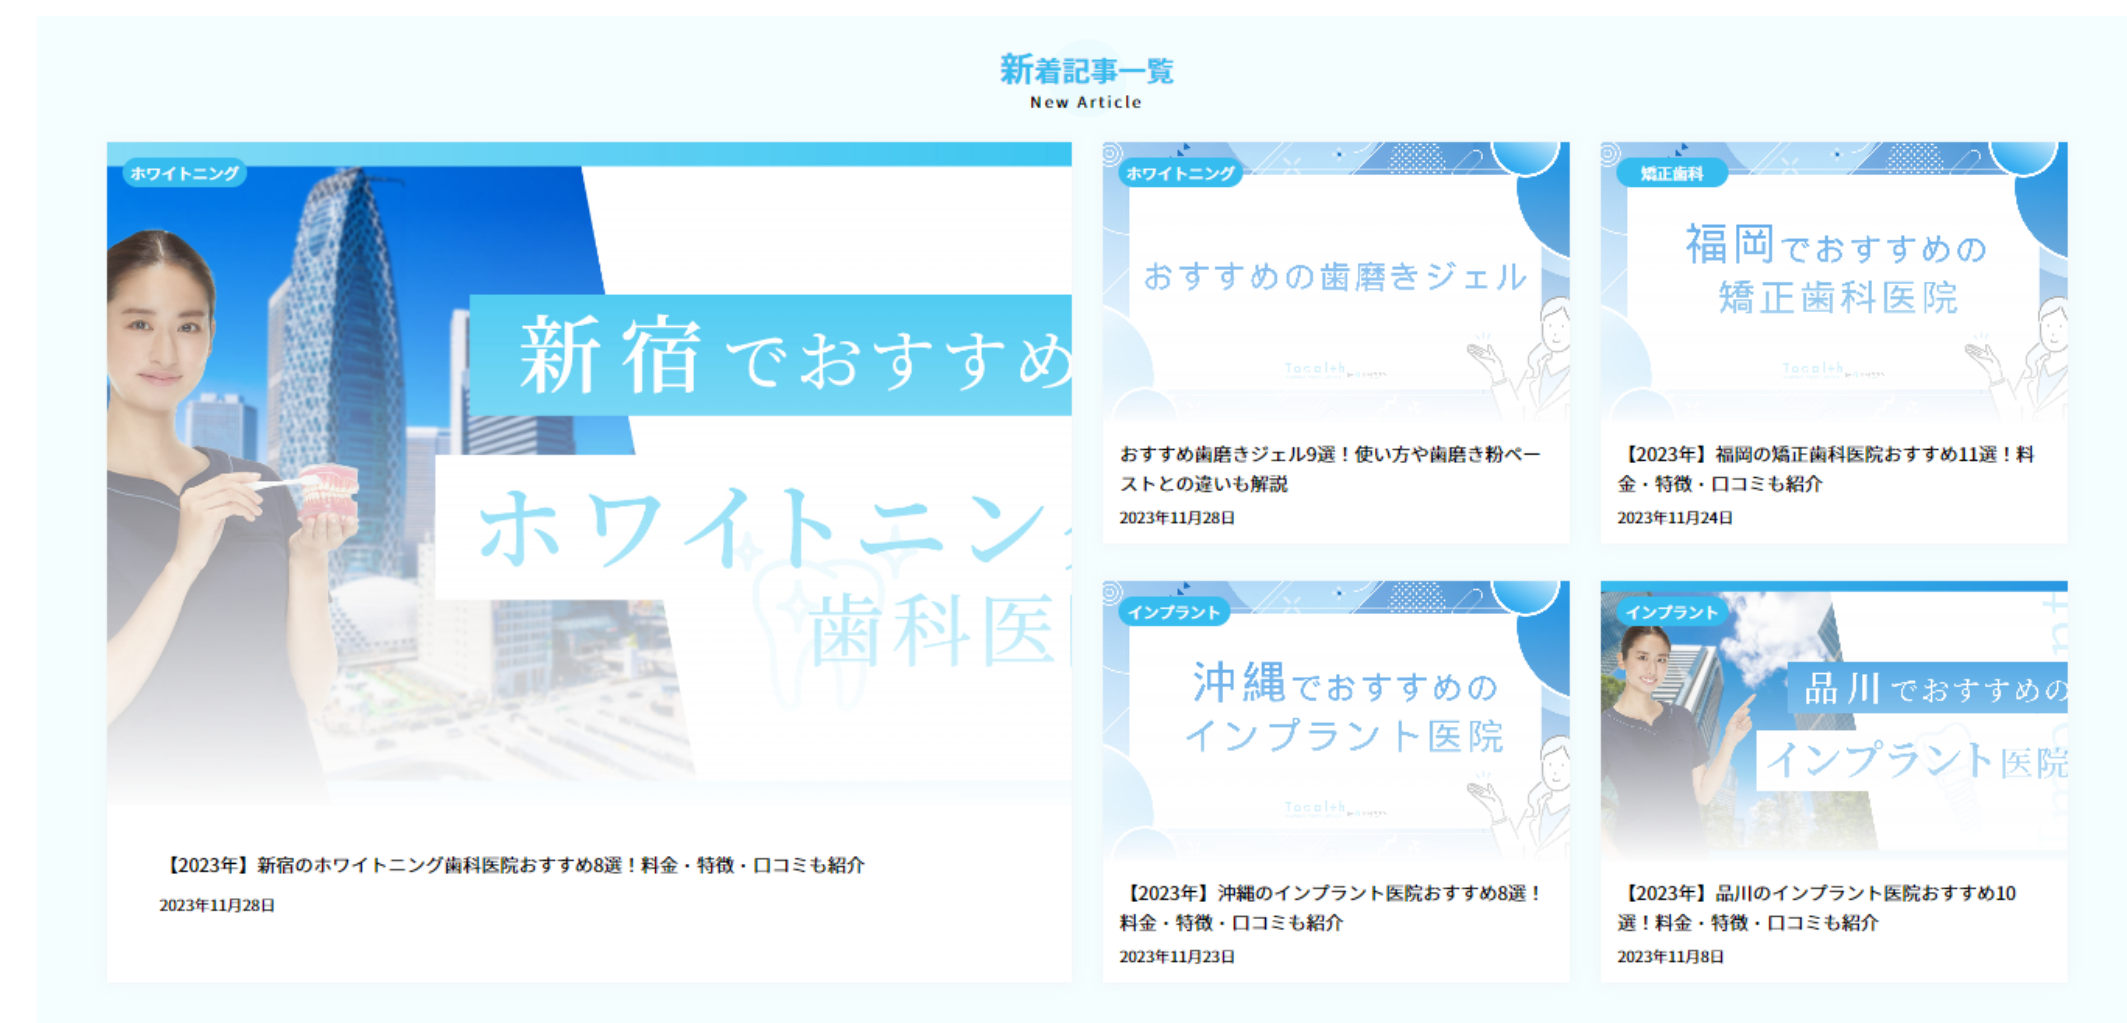 新着記事一覧
New Article
ホワイトニング
新宿でおすすめ
ホワイトニン
歯科医
【2023年】新宿のホワイトニング歯科医院おすすめ8選！料金・特徴・口コミも紹介
2023年11月28日
ホワイトニング
おすすめの歯磨きジェル
おすすめ歯磨きジェル9選！使い方や歯磨き粉ペー
ストとの違いも解説
2023年11月28日
矯正歯科
福岡でおすすめの
矯正歯科医院
【2023年】福岡の矯正歯科医院おすすめ11選！料
金・特徴・口コミも紹介
2023年11月24日
インプラント
沖縄でおすすめの
インプラント医院
【2023年】沖縄のインプラント医院おすすめ8選！
料金・特徴・口コミも紹介
2023年11月23日
インプラント
品川でおすすめの
インプラント医院
【2023年】品川のインプラント医院おすすめ10
選！料金・特徴・口コミも紹介
2023年11月8日